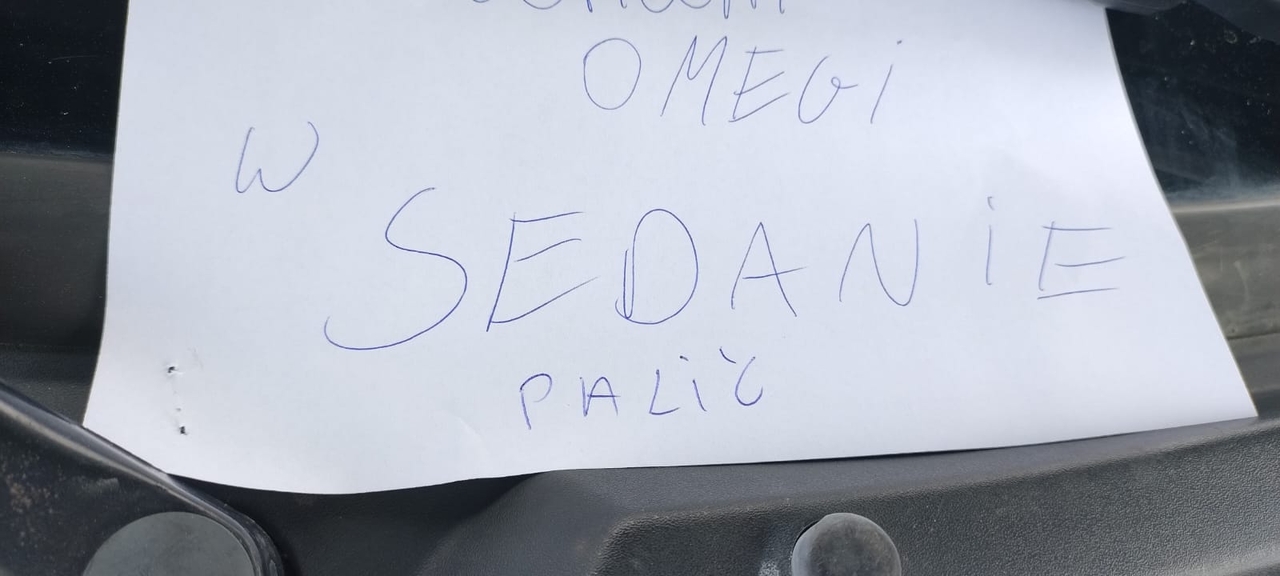 OMEGI
W
SEDANIE
PALIĆ